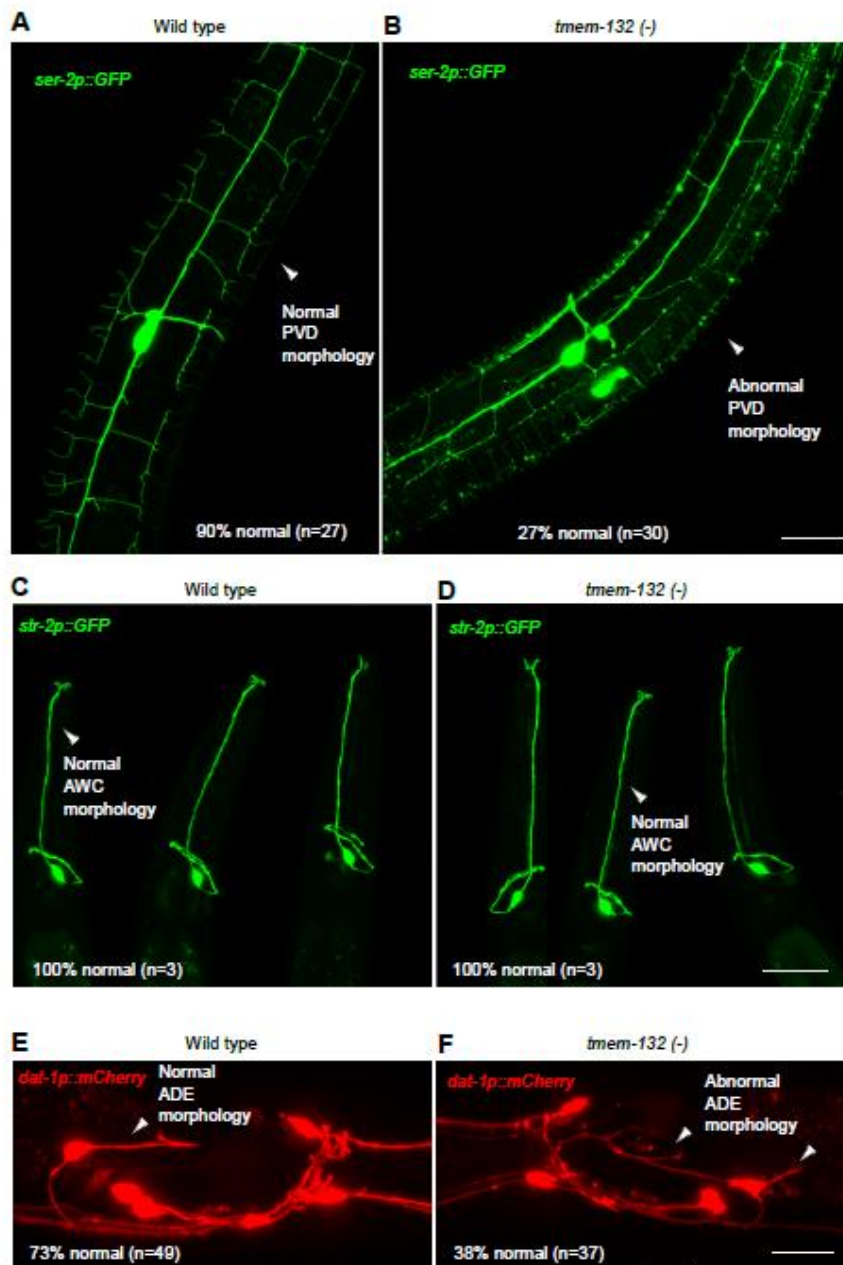 A
Wild type
ser-2p::GFP
Normal
PVD
morphology
90% normal (n=27)
B
tmem-132 (-)
ser-2p::GFP
Abnormal
PVD
morphology
27% normal (n=30)
C
Wild type
str-2p::GFP
Normal
AWC
morphology
100% normal (n=3)
D
tmem-132 (-)
str-2p::GFP
Normal
AWC
morphology
100% normal (n=3)
E
Wild type
dat-1p::mCherry
Normal
ADE
morphology
73% normal (n=49)
F
tmem-132 (-)
dat-1p::mCherry
Abnormal
ADE
morphology
38% normal (n=37)